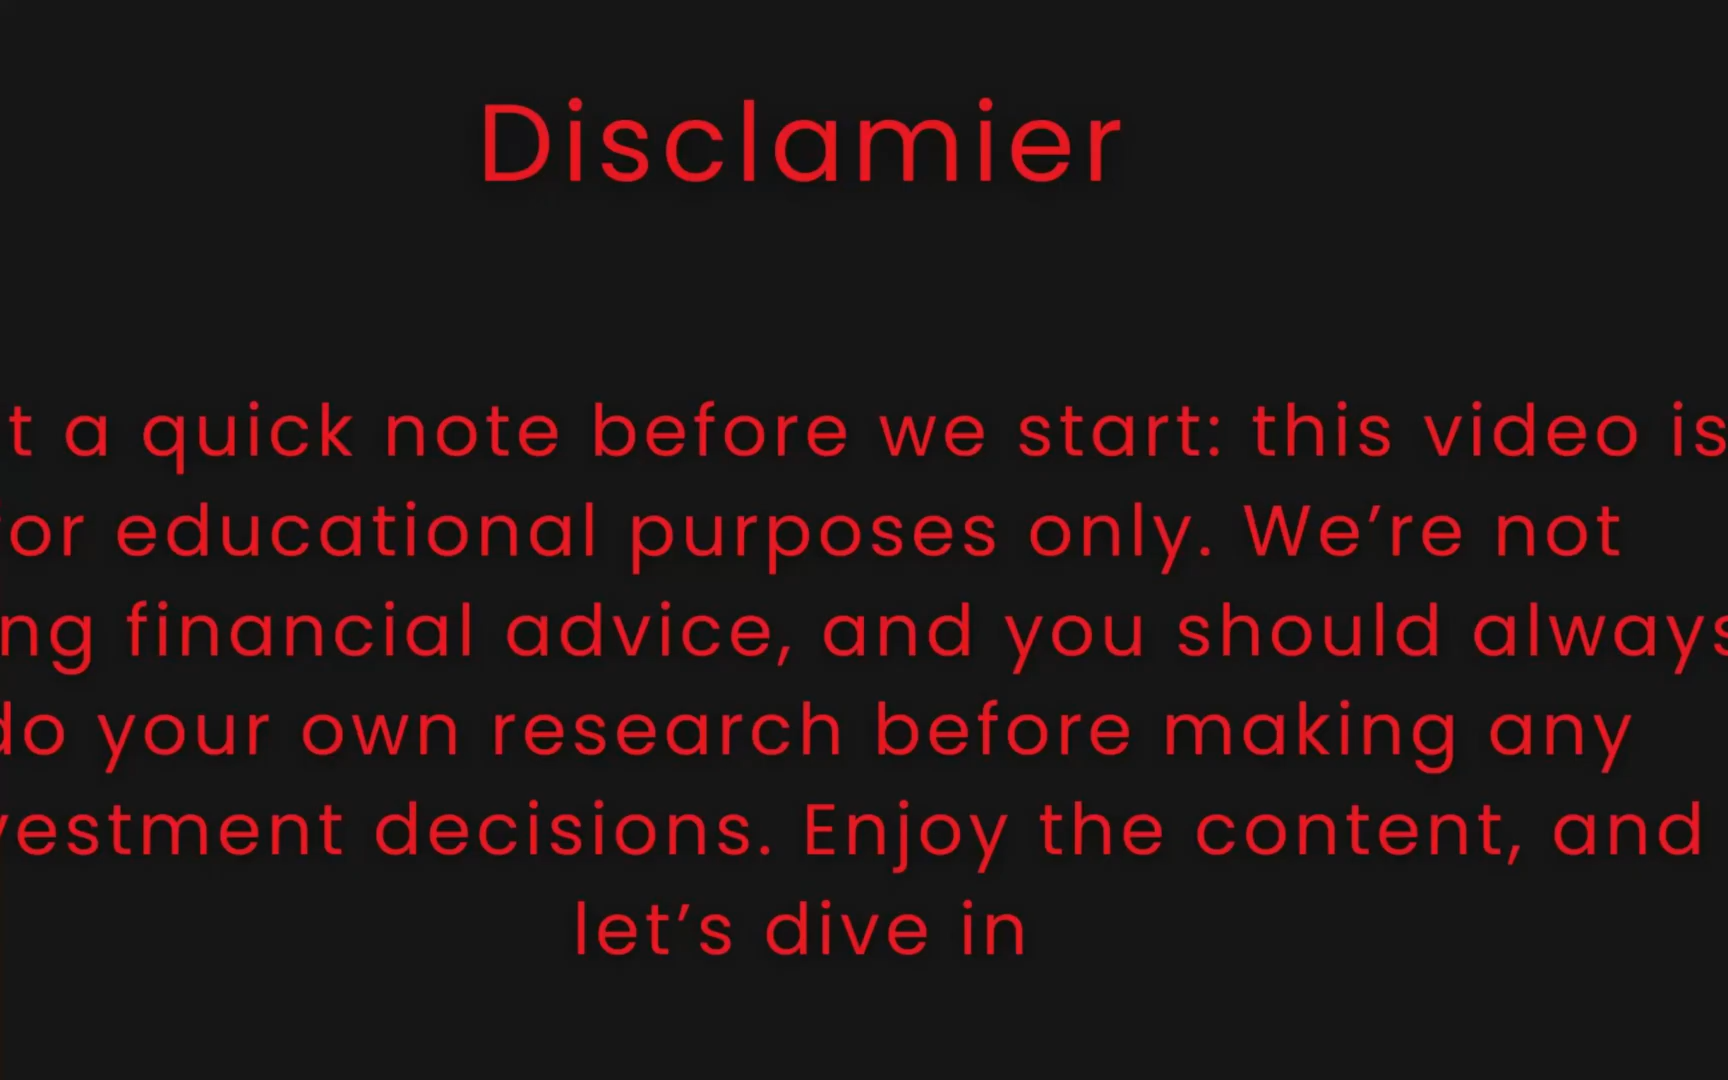 Disclamier
t a quick note before we start: this video is
or educational purposes only. We’re not
ng financial advice, and you should always
do your own research before making any
vestment decisions. Enjoy the content, and
let’s dive in